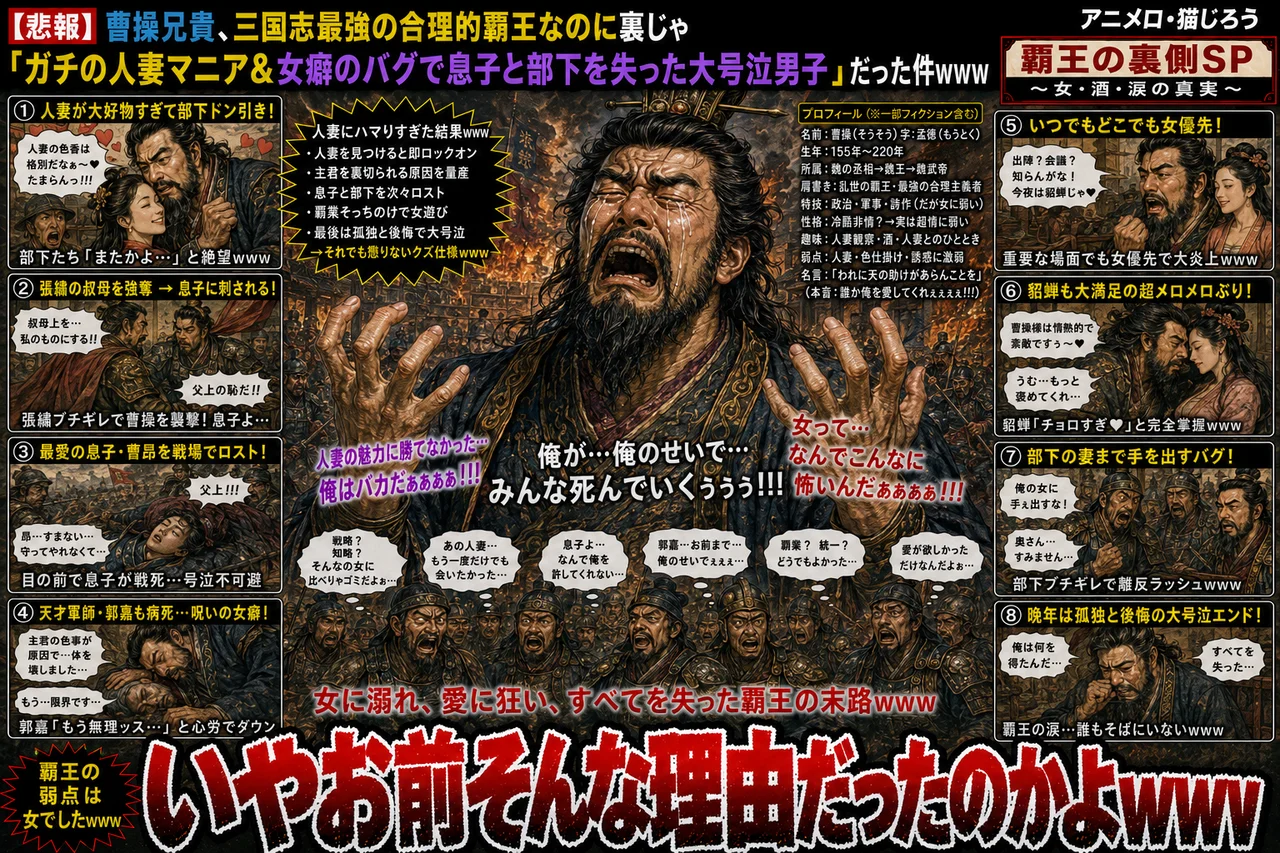 【悲報】曹操兄貴、三国志最強の合理的覇王なのに裏じゃ
「ガチの人妻マニア&女癖のバグで息子と部下を失った大号泣男子」だった件www
アニメロ・猫じろう
覇王の裏側SP
～女・酒・涙の真実～
① 人妻が大好物すぎて部下ドン引き!
人妻の色香は
格別だなぁ～♥
たまらんっ!!!
部下たち「またかよ…」と絶望www
② 張繍の叔母を強奪 → 息子に刺される!
叔母上を…
私のものにする!!
父上の恥だ!!
張繍ブチギレで曹操を襲撃! 息子よ…
③ 最愛の息子・曹昂を戦場でロスト!
父上!!!
昂…すまない…
守ってやれなくて…
目の前で息子が戦死…号泣不可避
④ 天才軍師・郭嘉も病死…呪いの女癖!
主君の色事が
原因で…体を
壊しました…
もう…限界です…
郭嘉「もう無理ッス…」と心労でダウン
人妻にハマりすぎた結果www
・人妻を見つけると即ロックオン
・主君を裏切られる原因を量産
・息子と部下を次々ロスト
・覇業そっちのけで女遊び
・最後は孤独と後悔で大号泣
→それでも懲りないクズ仕様www
プロフィール(※一部フィクション含む)
名前:曹操(そうそう) 字:孟徳(もうとく)
生年:155年～220年
所属:魏の丞相→魏王→魏武帝
肩書き:乱世の覇王・最強の合理主義者
特技:政治・軍事・詩作(だが女に弱い)
性格:冷酷非情?→実は超情に弱い
趣味:人妻観察・酒・人妻とのひととき
弱点:人妻・色仕掛け・誘惑に激弱
名言:「われに天の助けがあらんことを」
(本音:誰か俺を愛してくれぇぇぇぇ!!!)
人妻の魅力に勝てなかった…
俺はバカだぁぁぁぁ!!!
俺が…俺のせいで…
みんな死んでいくぅぅぅ!!!
女って…
なんでこんなに
怖いんだぁぁぁぁ!!!
戦略?
知略?
そんなの女に
比べりゃゴミだよぉ…
あの人妻…
もう一度だけでも
会いたかった…
息子よ…
なんで俺を
許してくれない…
郭嘉…お前まで…
俺のせいでぇぇぇ…
覇業? 統一?
どうでもよかった…
愛が欲しかった
だけなんだよぉ…
女に溺れ、愛に狂い、すべてを失った覇王の末路www
⑤ いつでもどこでも女優先!
出陣?会議?
知らんがな!
今夜は貂蝉じゃ♥
重要な場面でも女優先で大炎上www
⑥ 貂蝉も大満足の超メロメロぶり!
曹操様は情熱的で
素敵ですぅ～♥
うむ…もっと
褒めてくれ…
貂蝉「チョロすぎ♥」と完全掌握www
⑦ 部下の妻まで手を出すバグ!
俺の女に
手ぇ出すな!
奥さん…
すみません…
部下ブチギレで離反ラッシュwww
⑧ 晩年は孤独と後悔の大号泣エンド!
俺は何を
得たんだ…
すべてを
失った…
覇王の涙…誰もそばにいないwww
覇王の
弱点は
女でしたwww
いやお前そんな理由だったのかよwww